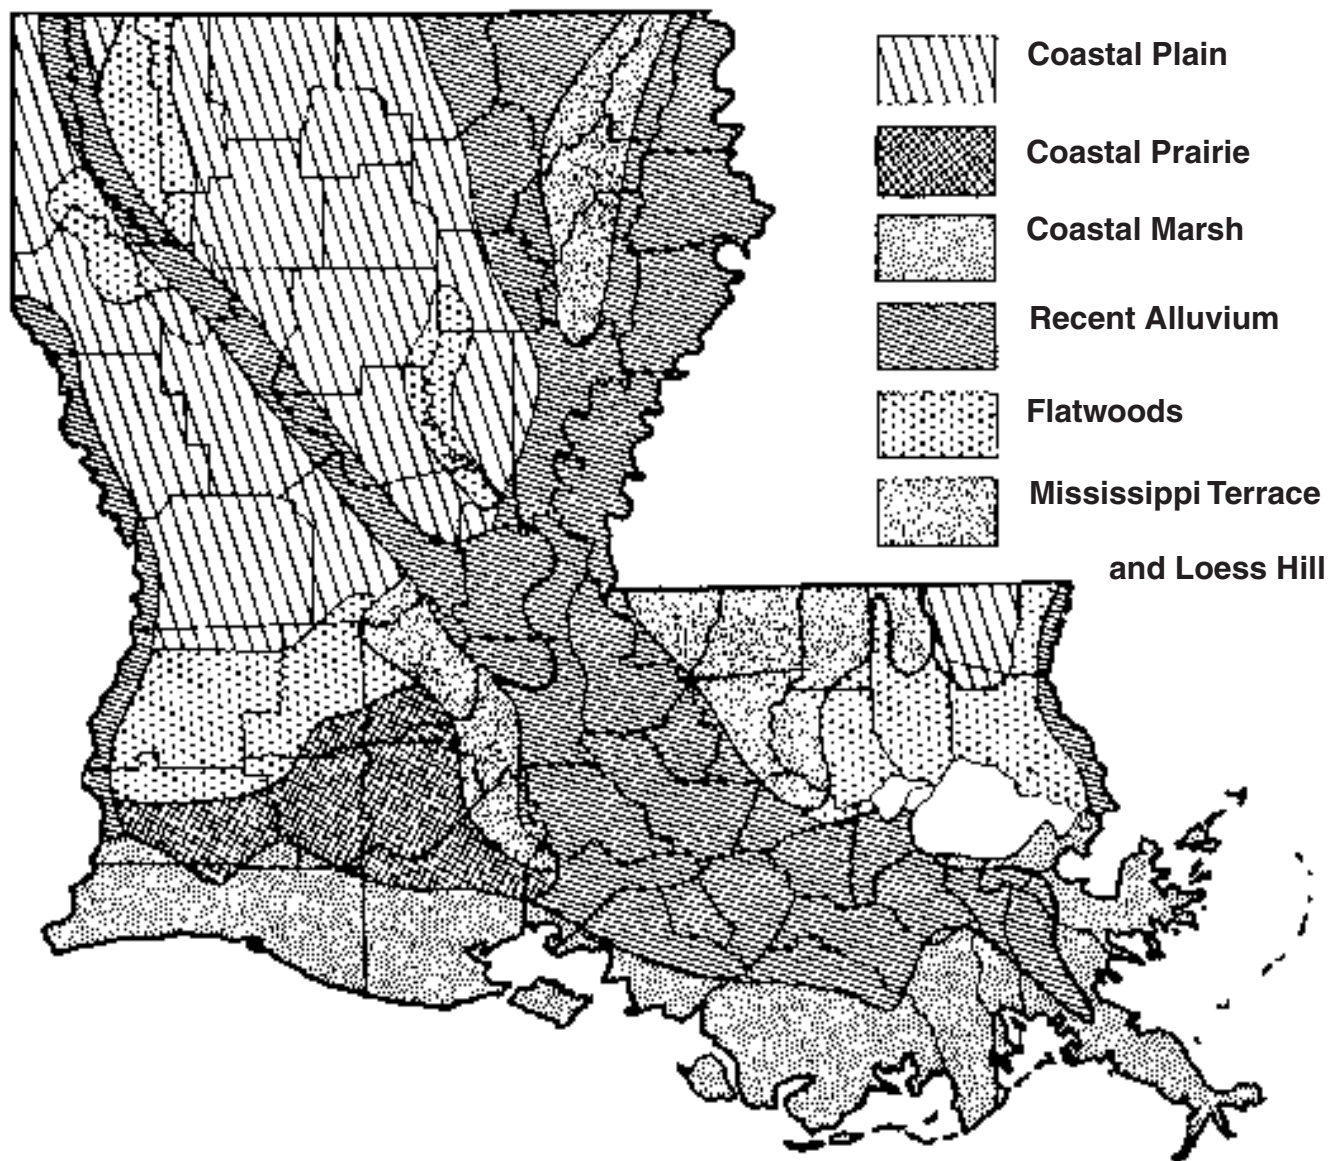 Coastal Plain
Coastal Prairie
Coastal Marsh
Recent Alluvium
Flatwoods
Mississippi Terrace
and Loess Hill